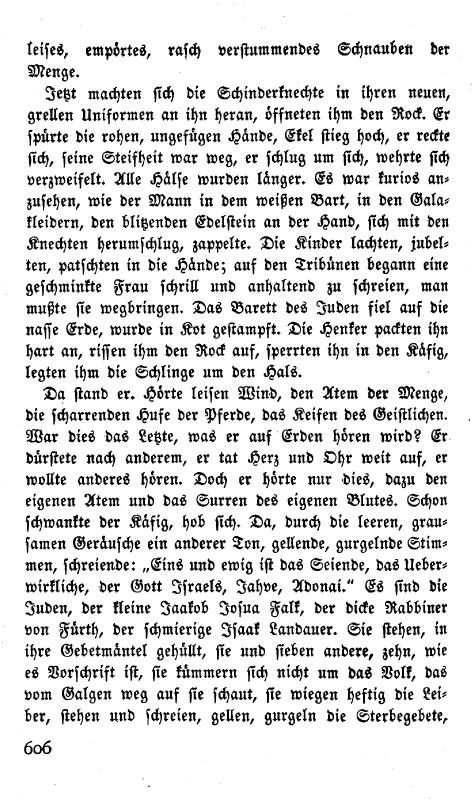 leises, empörtes, rasch verstummendes Schnauben der
Menge.
Jetzt machten sich die Schinderknechte in ihren neuen,
grellen Uniformen an ihn heran, öffneten ihm den Rock. Er
spürte die rohen, ungefügen Hände, Ekel stieg hoch, er reckte
sich, seine Steifheit war weg, er schlug um sich, wehrte sich
verzweifelt. Alle Hälse wurden länger. Es war kurios an-
zusehen, wie der Mann in dem weißen Bart, in den Gala-
kleidern, den blitzenden Edelstein an der Hand, sich mit den
Knechten herumschlug, zappelte. Die Kinder lachten, jubel-
ten, patschten in die Hände; auf den Tribünen begann eine
geschminkte Frau schrill und anhaltend zu schreien, man
mußte sie wegbringen. Das Barett des Juden fiel auf die
nasse Erde, wurde in Kot gestampft. Die Henker packten ihn
hart an, rissen ihm den Rock auf, sperrten ihn in den Käfig,
legten ihm die Schlinge um den Hals.
Da stand er. Hörte leisen Wind, den Atem der Menge,
die scharrenden Hufe der Pferde, das Keifen des Geistlichen.
War dies das Letzte, was er auf Erden hören wird? Er
dürstete nach anderem, er tat Herz und Ohr weit auf, er
wollte anderes hören. Doch er hörte nur dies, dazu den
eigenen Atem und das Surren des eigenen Blutes. Schon
schwankte der Käfig, hob sich. Da, durch die leeren, grau-
samen Geräusche ein anderer Ton, gellende, gurgelnde Stim-
men, schreiende: „Eins und ewig ist das Seiende, das Ueber-
wirkliche, der Gott Israels, Jahve, Adonai.“ Es sind die
Juden, der kleine Jaakob Josua Falk, der dicke Rabbiner
von Fürth, der schmierige Isaak Landauer. Sie stehen, in
ihre Gebetmäntel gehüllt, sie und sieben andere, zehn, wie
es Vorschrift ist, sie kümmern sich nicht um das Volk, das
vom Galgen weg auf sie schaut, sie wiegen heftig die Lei-
ber, stehen und schreien, gellen, gurgeln die Sterbegebete,
606